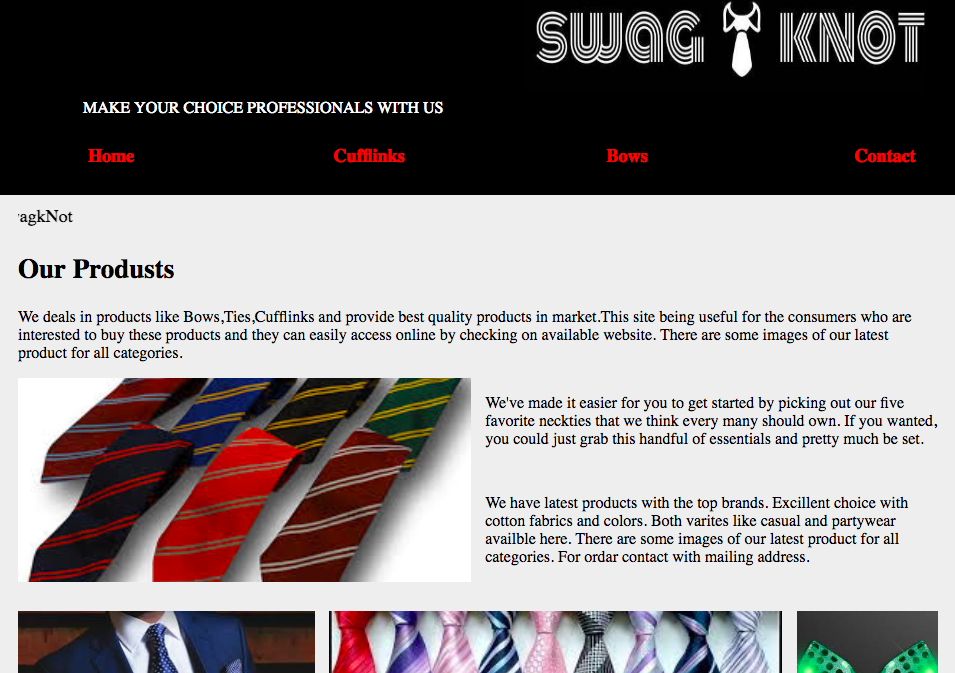 SWAG KNOT
MAKE YOUR CHOICE PROFESSIONALS WITH US
Home Cufflinks Bows Contact
agkNot
Our Produsts
We deals in products like Bows,Ties,Cufflinks and provide best quality products in market.This site being useful for the consumers who are
interested to buy these products and they can easily access online by checking on available website. There are some images of our latest
product for all categories.
We've made it easier for you to get started by picking out our five
favorite neckties that we think every many should own. If you wanted,
you could just grab this handful of essentials and pretty much be set.
We have latest products with the top brands. Excillent choice with
cotton fabrics and colors. Both varites like casual and partywear
availble here. There are some images of our latest product for all
categories. For ordar contact with mailing address.